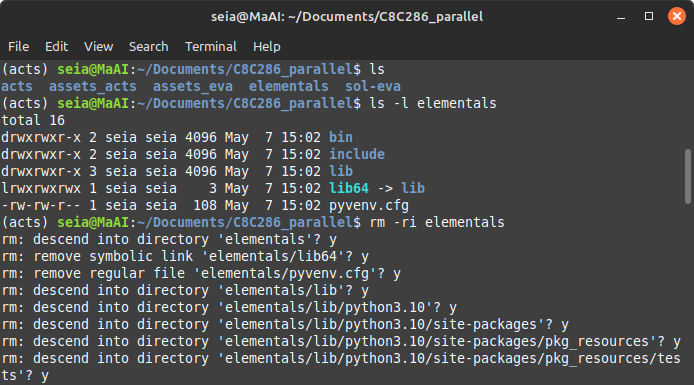 seia@MaAI: ~/Documents/C8C286_parallel
File Edit View Search Terminal Help
(acts) seia@MaAI:~/Documents/C8C286_parallel$ ls
acts  assets_acts  assets_eva  elementals  sol-eva
(acts) seia@MaAI:~/Documents/C8C286_parallel$ ls -l elementals
total 16
drwxrwxr-x 2 seia seia 4096 May  7 15:02 bin
drwxrwxr-x 2 seia seia 4096 May  7 15:02 include
drwxrwxr-x 3 seia seia 4096 May  7 15:02 lib
lrwxrwxrwx 1 seia seia    3 May  7 15:02 lib64 -> lib
-rw-rw-r-- 1 seia seia  108 May  7 15:02 pyvenv.cfg
(acts) seia@MaAI:~/Documents/C8C286_parallel$ rm -ri elementals
rm: descend into directory 'elementals'? y
rm: remove symbolic link 'elementals/lib64'? y
rm: remove regular file 'elementals/pyvenv.cfg'? y
rm: descend into directory 'elementals/lib'? y
rm: descend into directory 'elementals/lib/python3.10'? y
rm: descend into directory 'elementals/lib/python3.10/site-packages'? y
rm: descend into directory 'elementals/lib/python3.10/site-packages/pkg_resources'? y
rm: descend into directory 'elementals/lib/python3.10/site-packages/pkg_resources/tes
ts'? y